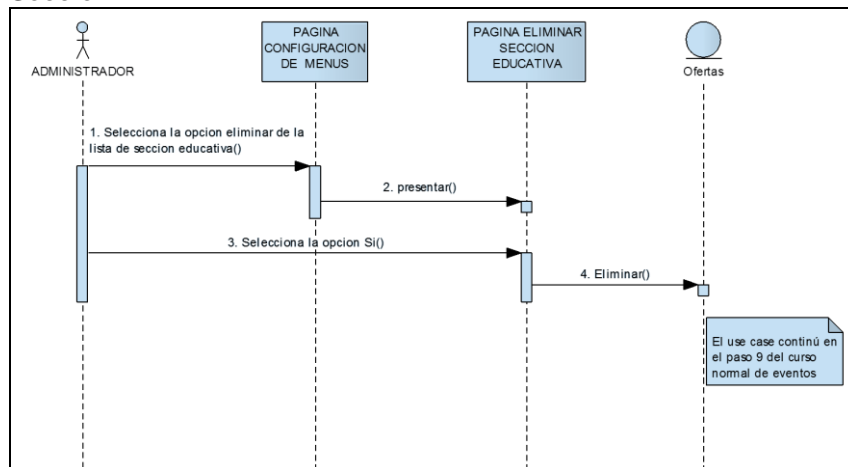 PAGINA
CONFIGURACION
DE MENUS
PAGINA ELIMINAR
SECCION
EDUCATIVA
ADMINISTRADOR
Ofertas
1. Selecciona la opcion eliminar de la
lista de seccion educativa()
2. presentar()
3. Selecciona la opcion Si()
4. Eliminar()
El use case continú en
el paso 9 del curso
normal de eventos